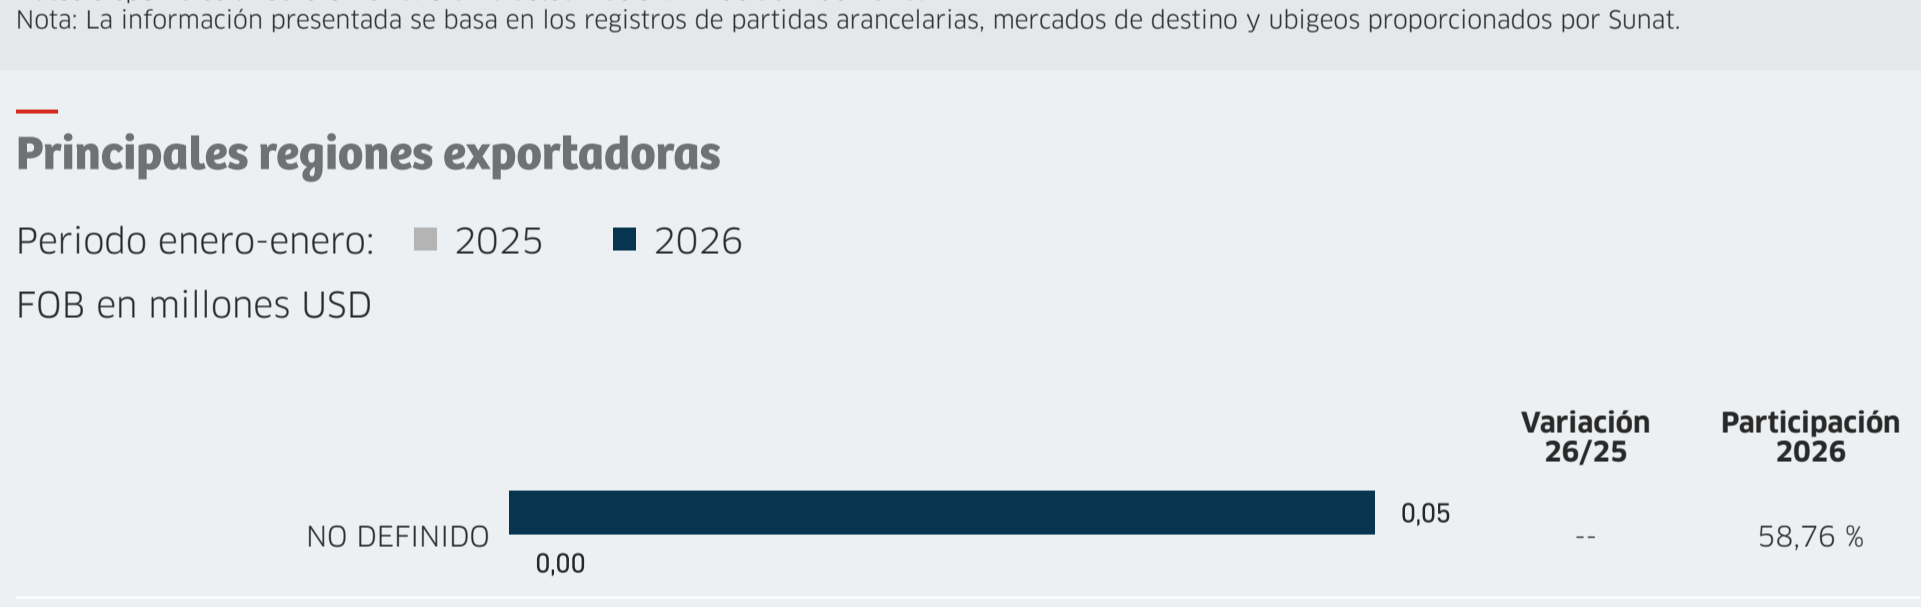 Nota: La información presentada se basa en los registros de partidas arancelarias, mercados de destino y ubigeos proporcionados por Sunat.
Principales regiones exportadoras
Periodo enero-enero: 2025 2026
FOB en millones USD
Variación 26/25
Participación 2026
NO DEFINIDO 0,05 -- 58,76 %
0,00